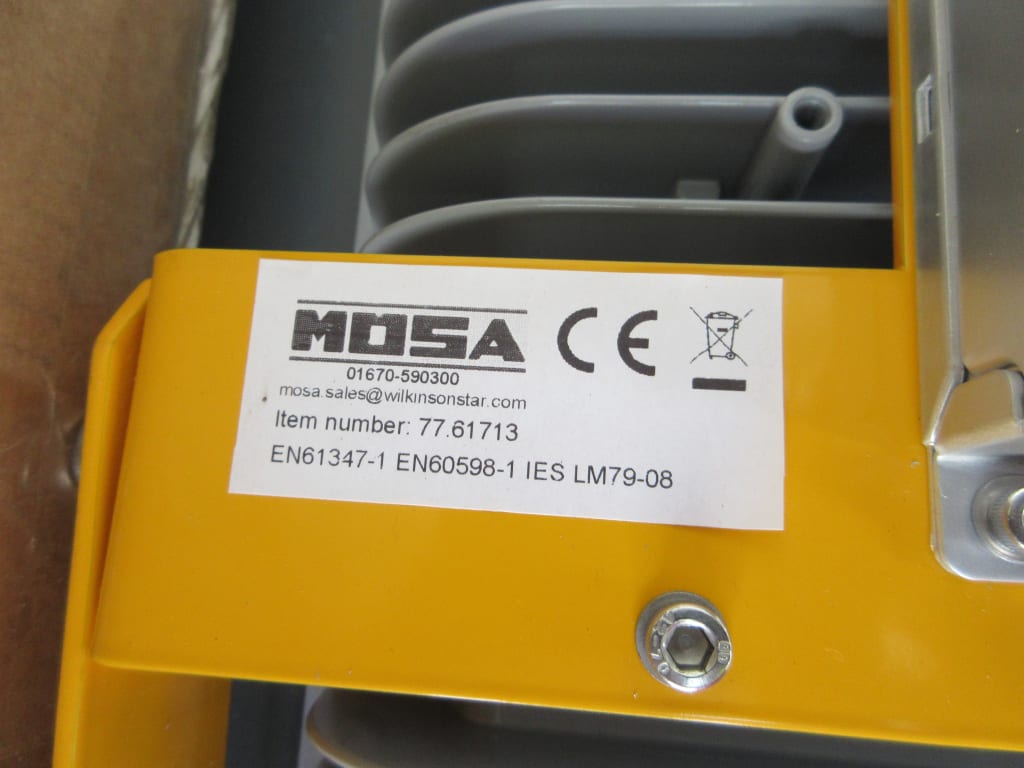 MOSA CE
01670-590300
mosa.sales@wilkinsonstar.com
Item number: 77.61713
EN61347-1 EN60598-1 IES LM79-08